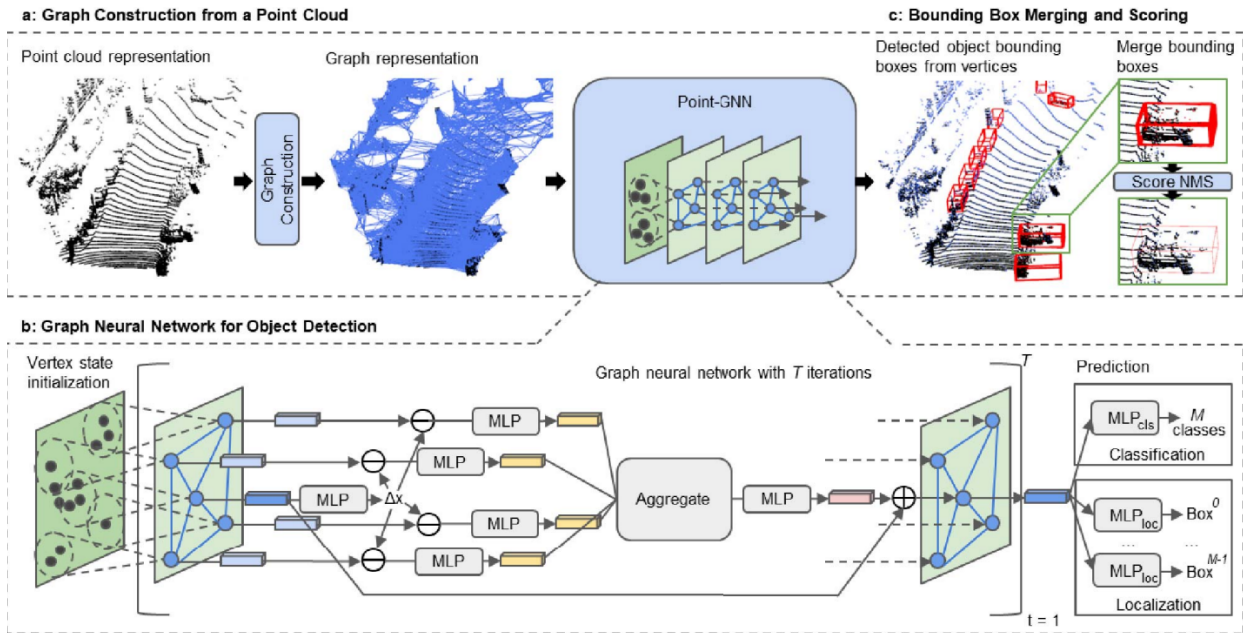 a: Graph Construction from a Point Cloud
c: Bounding Box Merging and Scoring
Point cloud representation
Graph representation
Graph
Construction
Point-GNN
Detected object bounding
boxes from vertices
Merge bounding
boxes
Score NMS
b: Graph Neural Network for Object Detection
Vertex state
initialization
Graph neural network with T iterations
T
MLP
MLP
MLP
Δx
MLP
MLP
Aggregate
MLP
t = 1
Prediction
MLPcls
M
classes
Classification
MLPloc
Box0
... ...
MLPloc
BoxM-1
Localization